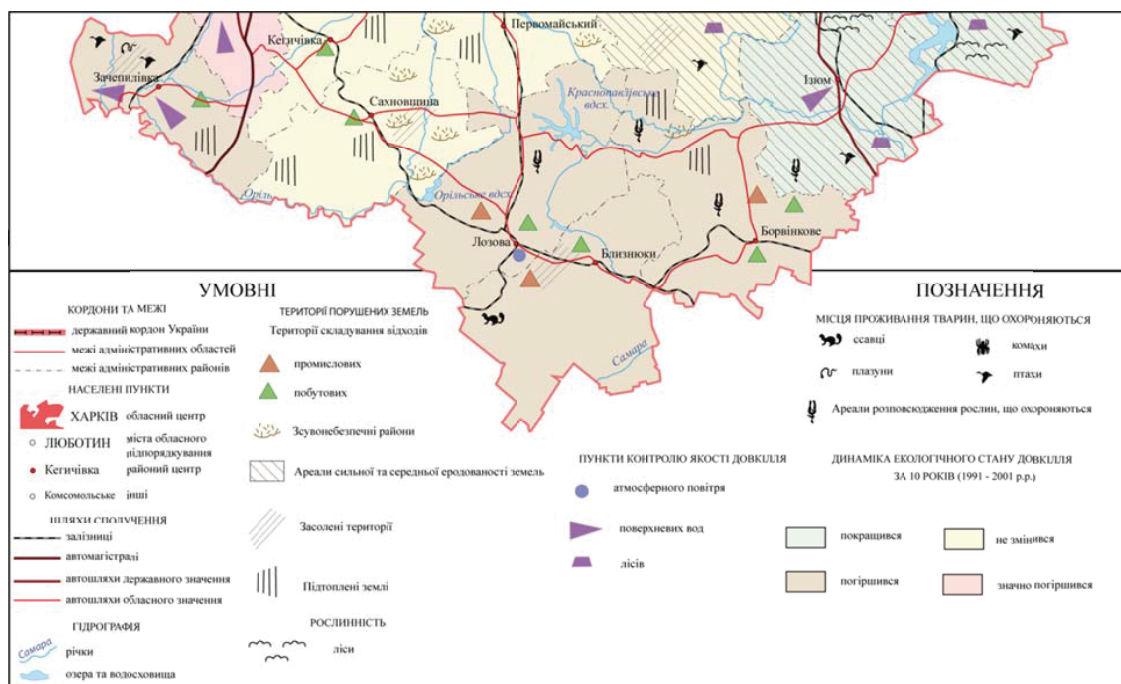 Первомайський
Кегичівка
Зачепилівка
Ізюм
Краснопавлівське
вдсх.
Сахновщина
Оріль
Орільське вдсх.
Лозова
Борвінкове
Близнюки
Самара
УМОВНІ
ПОЗНАЧЕННЯ
КОРДОНИ ТА МЕЖІ
державний кордон України
межі адміністративних областей
межі адміністративних районів
НАСЕЛЕНІ ПУНКТИ
ХАРКІВ обласний центр
ЛЮБОТИН міста обласного
підпорядкування
Кегичівка районий центр
Комсомольське інші
ШЛЯХИ СПОЛУЧЕННЯ
залізниці
автомагістралі
автошляхи державного значення
автошляхи обласного значення
ГІДРОГРАФІЯ
Самара
річки
озера та водосховища
ТЕРИТОРІЇ ПОРУШЕНИХ ЗЕМЕЛЬ
Території складування відходів
промислових
побутових
Зсувонебезпечні райони
Ареали сильної та середньої еродованості земель
Засолені території
Підтоплені землі
РОСЛИННІСТЬ
ліси
ПУНКТИ КОНТРОЛЮ ЯКОСТІ ДОВКІЛЛЯ
атмосферного повітря
поверхневих вод
лісів
МІСЦЯ ПРОЖИВАННЯ ТВАРИН, ЩО ОХОРОНЯЮТЬСЯ
ссавці
комахи
плазуни
птахи
Ареали розповсюдження рослин, що охороняються
ДИНАМІКА ЕКОЛОГІЧНОГО СТАНУ ДОВКІЛЛЯ
ЗА 10 РОКІВ (1991 - 2001 р.р.)
покращився
не змінився
погіршився
значно погіршився